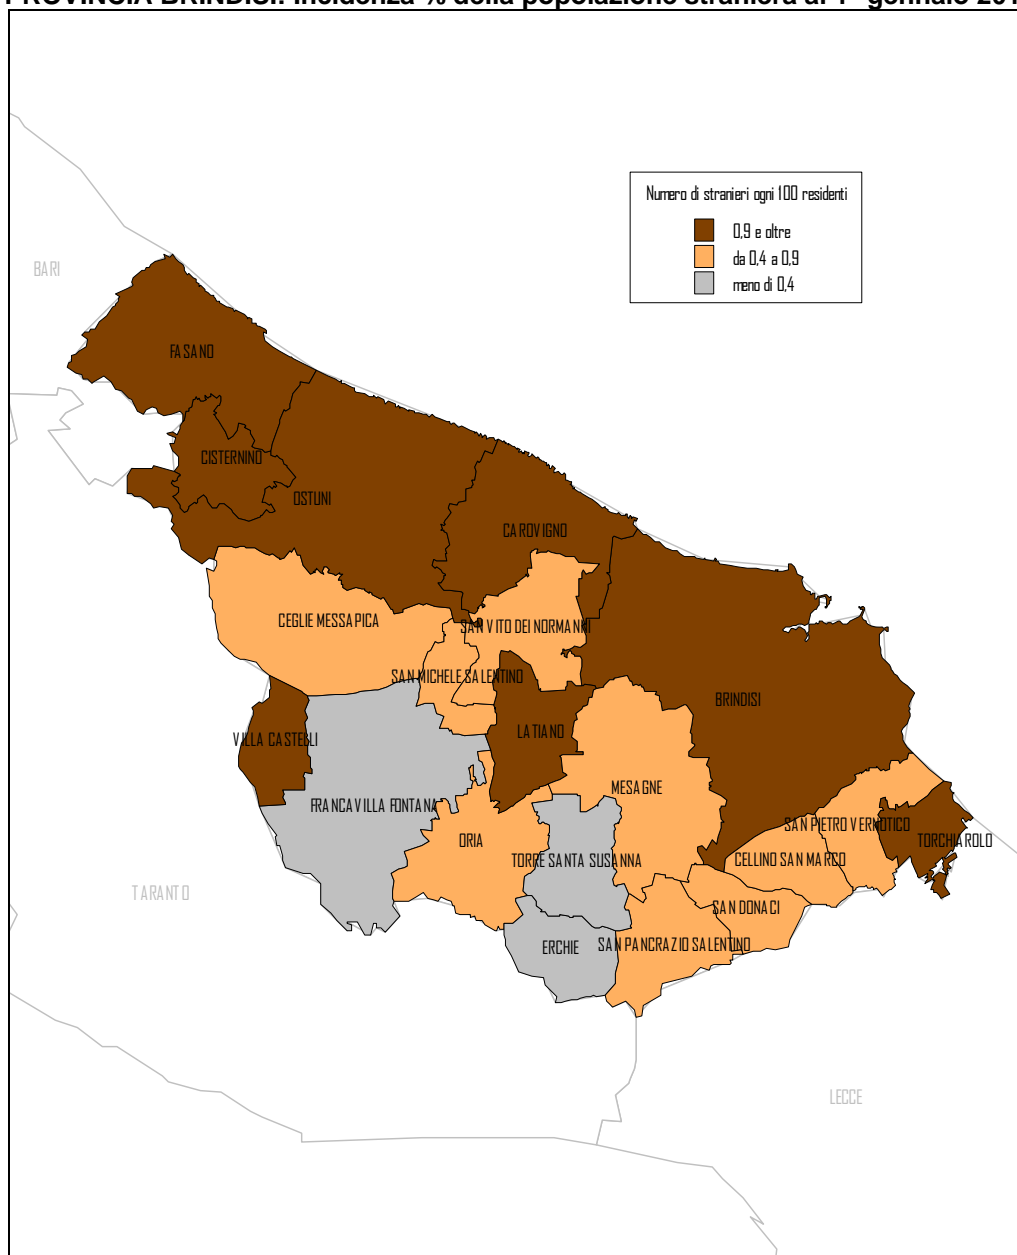 PROVINCIA BRINDISI. Incidenza % della popolazione straniera al 1° gennaio 201
Numero di stranieri ogni 100 residenti
0,9 e oltre
da 0,4 a 0,9
meno di 0,4
BARI
FASANO
CISTERNINO
OSTUNI
CAROVIGNO
CEGLIE MESSAPICA
SAN VITO DEI NORMANNI
SAN MICHELE SALENTINO
BRINDISI
LATIANO
VILLA CASTELLI
MESAGNE
FRANCAVILLA FONTANA
SAN PIETRO VERNOTICO
ORIA
TORCHIAROLO
TORRE SANTA SUSANNA
CELLINO SAN MARCO
TARANTO
SAN DONACI
ERCHIE
SAN PANCRAZIO SALENTINO
LECCE